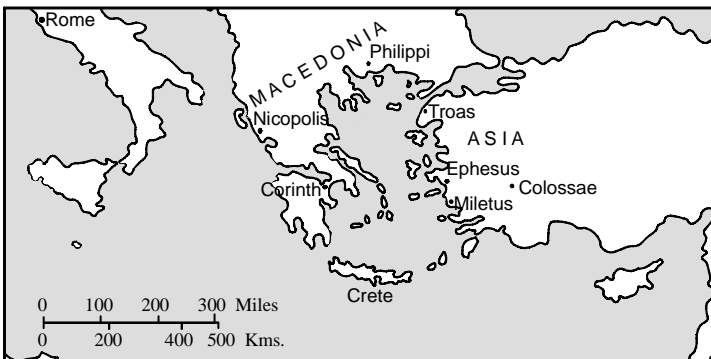 Rome
MACEDONIA
Philippi
Nicopolis
Troas
ASIA
Ephesus
Corinth
Colossae
Miletus
Crete
0 100 200 300 Miles
0 200 400 500 Kms.